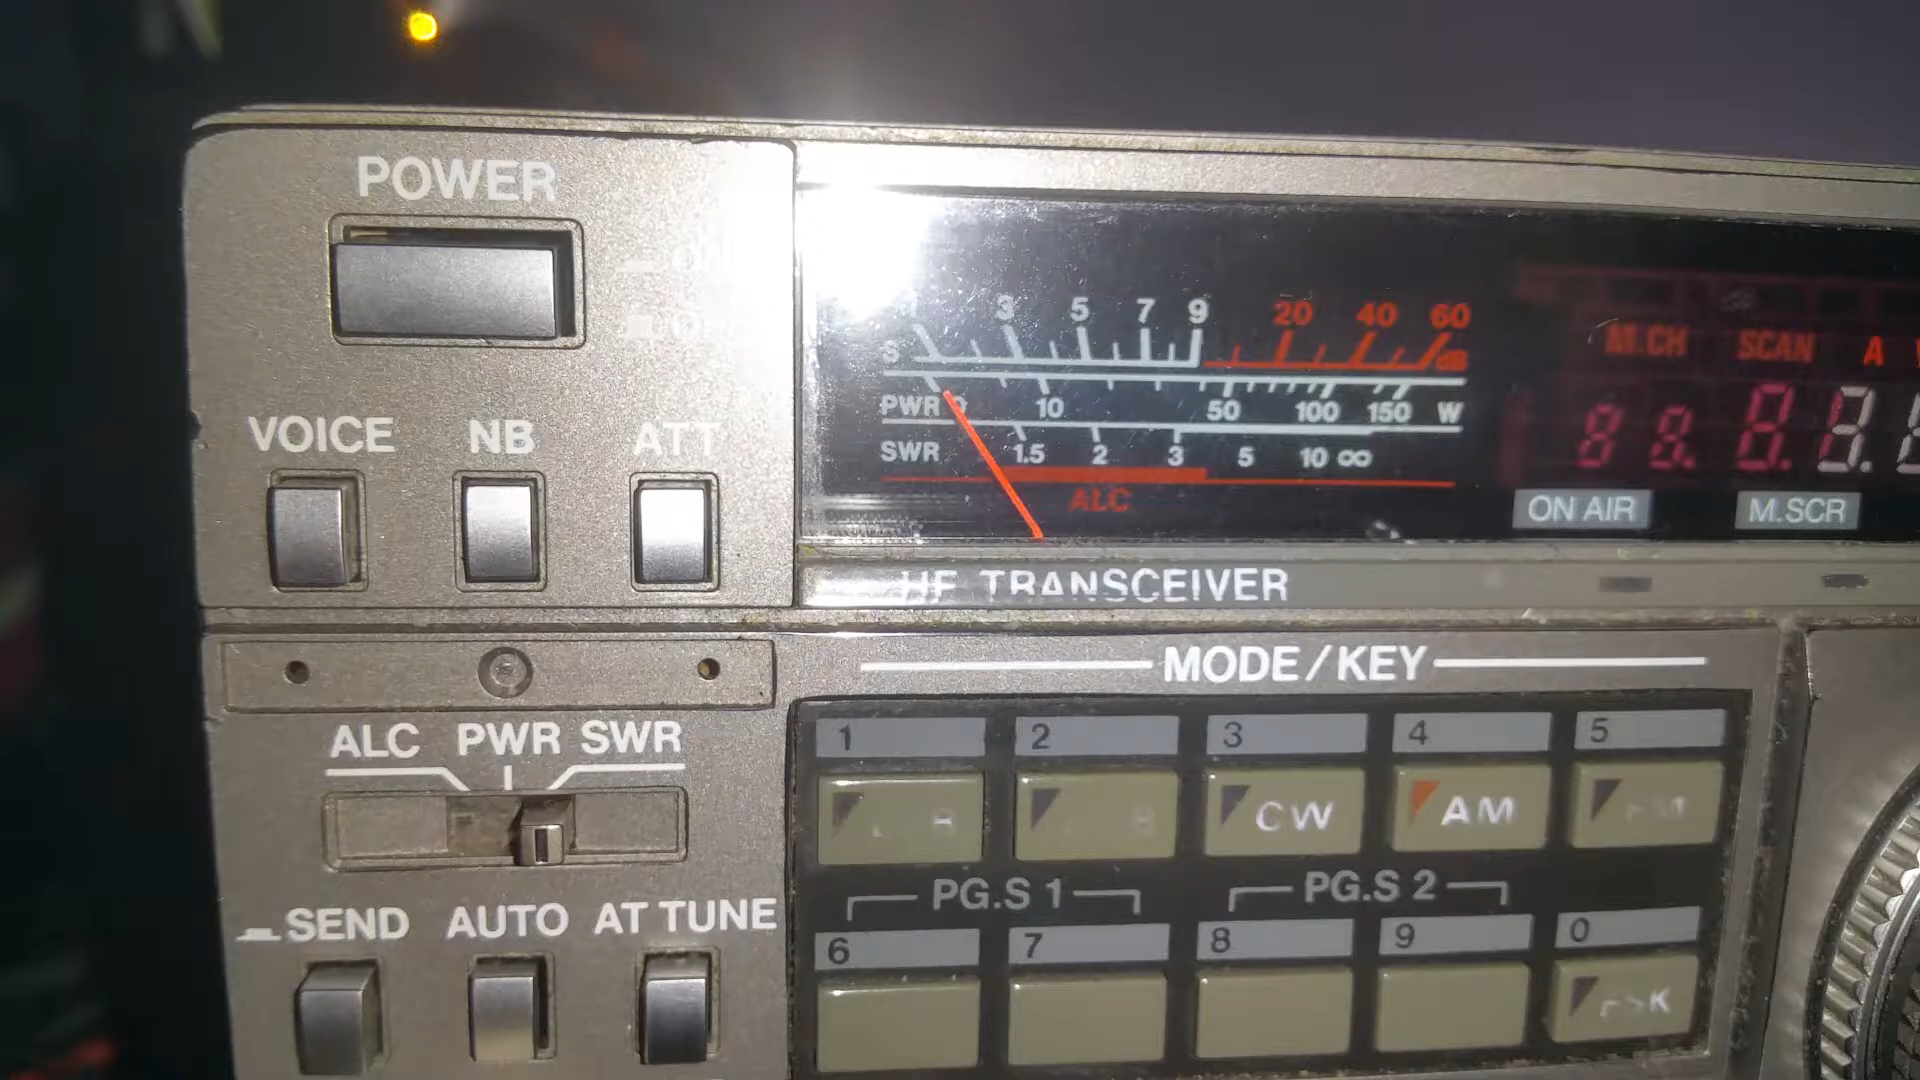 POWER
VOICE NB ATT
3 5 7 9 20 40 60
S dB
PWR 0 10 50 100 150 W
SWR 1.5 2 3 5 10 ∞
ALC
M.CH SCAN A
ON AIR M.SCR
HF TRANSCEIVER
MODE/KEY
ALC PWR SWR
1 2 3 4 5
CW AM
PG.S 1 PG.S 2
SEND AUTO AT TUNE
6 7 8 9 0